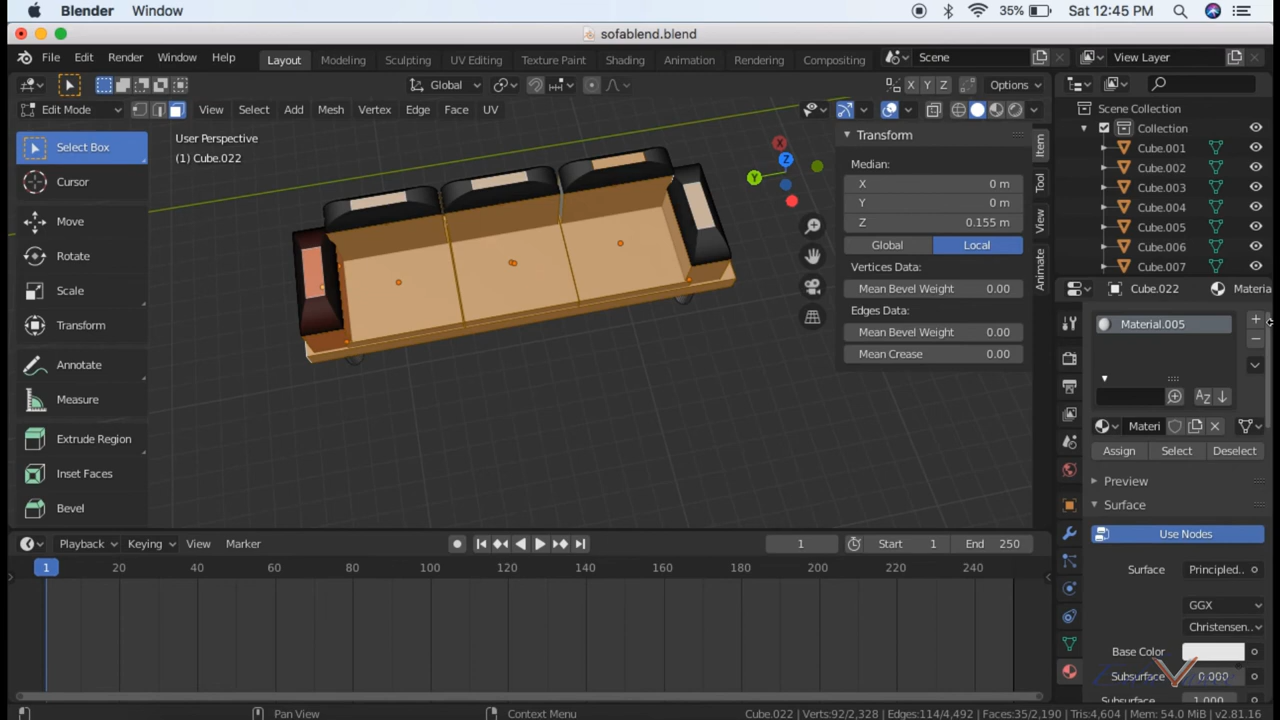 Blender Window 35% Sat 12:45 PM
sofablend.blend
File Edit Render Window Help Layout Modeling Sculpting UV Editing Texture Paint Shading Animation Rendering Compositing Scene View Layer
Global X Y Z Options
Edit Mode View Select Add Mesh Vertex Edge Face UV
Select Box
Cursor
Move
Rotate
Scale
Transform
Annotate
Measure
Extrude Region
Inset Faces
Bevel
User Perspective
(1) Cube.022
X
Z
Y
Transform
Median:
X 0 m
Y 0 m
Z 0.155 m
Global Local
Vertices Data:
Mean Bevel Weight 0.00
Edges Data:
Mean Bevel Weight 0.00
Mean Crease 0.00
Item
Tool
View
Animate
Scene Collection
Collection
Cube.001
Cube.002
Cube.003
Cube.004
Cube.005
Cube.006
Cube.007
Cube.022 Materia
Material.005
Materi
Assign Select Deselect
Preview
Surface
Use Nodes
Surface Principled..
GGX
Christensen..
Base Color
Subsurface 0.000
Subsurface 1.000
Playback Keying View Marker 1 Start 1 End 250
1 20 40 60 80 100 120 140 160 180 200 220 240
Pan View Context Menu Cube.022 | Verts:92/2,328 | Edges:114/4,492 | Faces:35/2,190 | Tris:4,604 | Mem: 54.0 MiB | v2.81.16